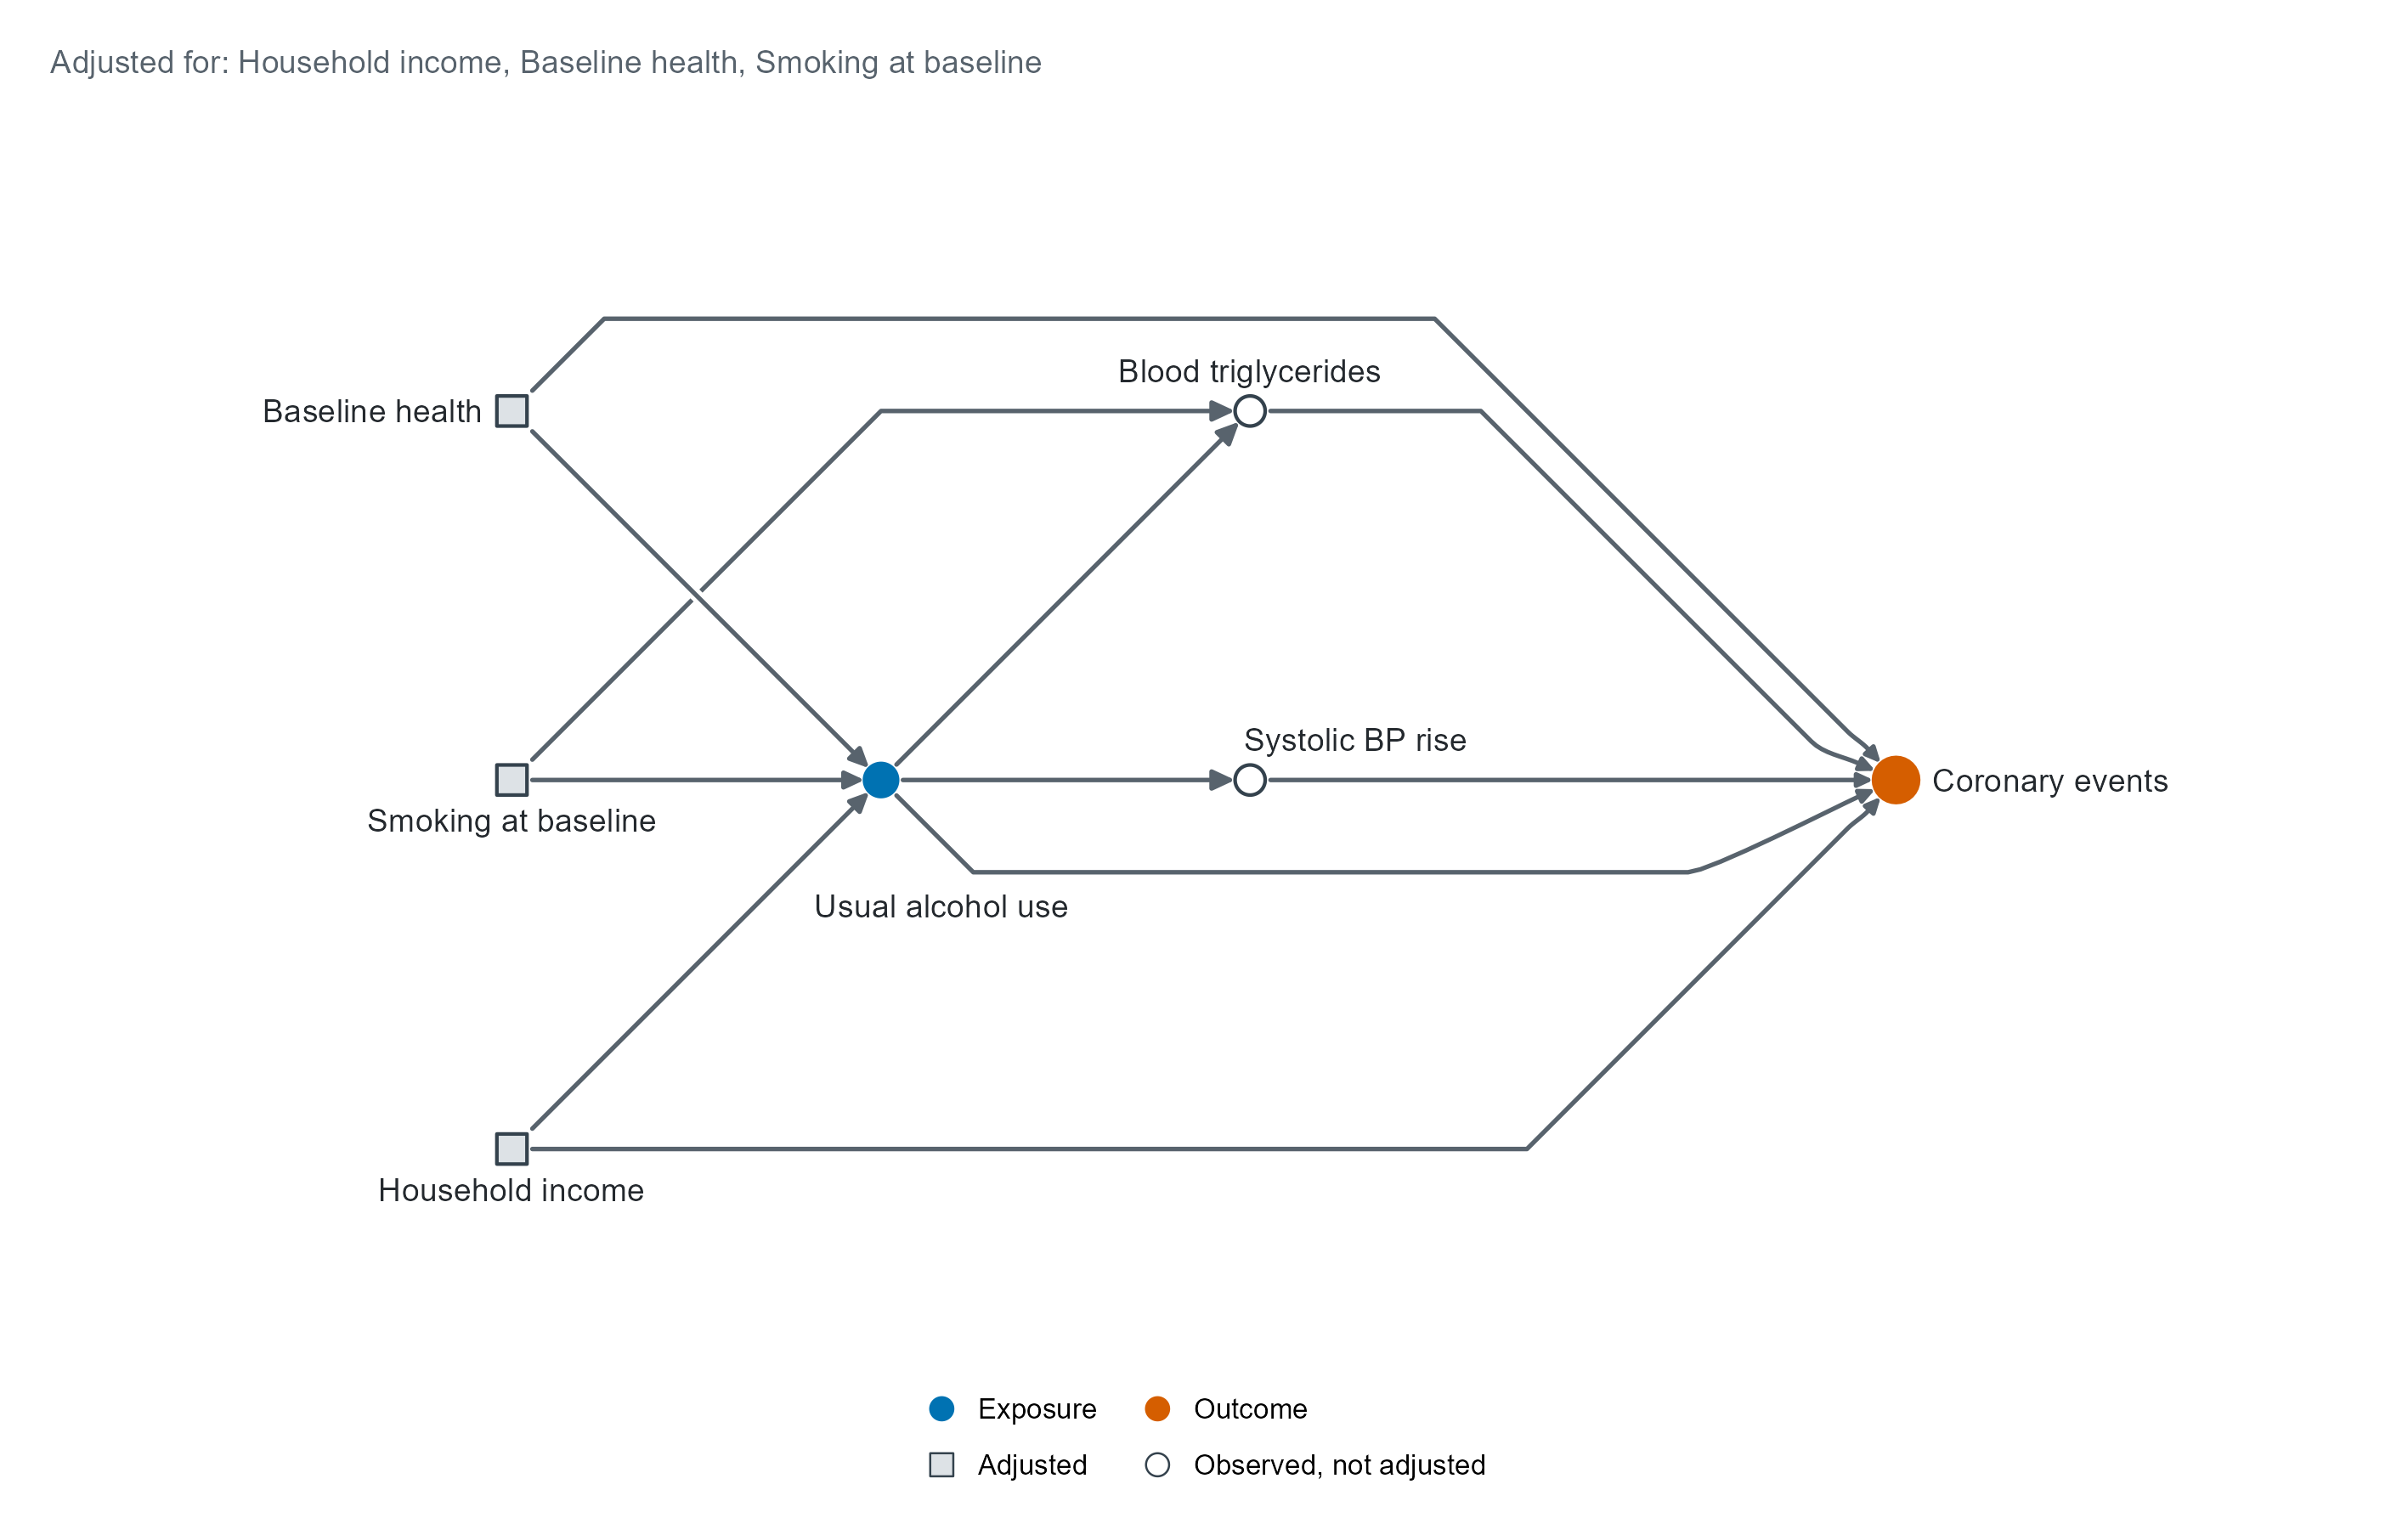 Adjusted for: Household income, Baseline health, Smoking at baseline
Blood triglycerides
Baseline health
Systolic BP rise
Coronary events
Smoking at baseline
Usual alcohol use
Household income
Exposure
Outcome
Adjusted
Observed, not adjusted